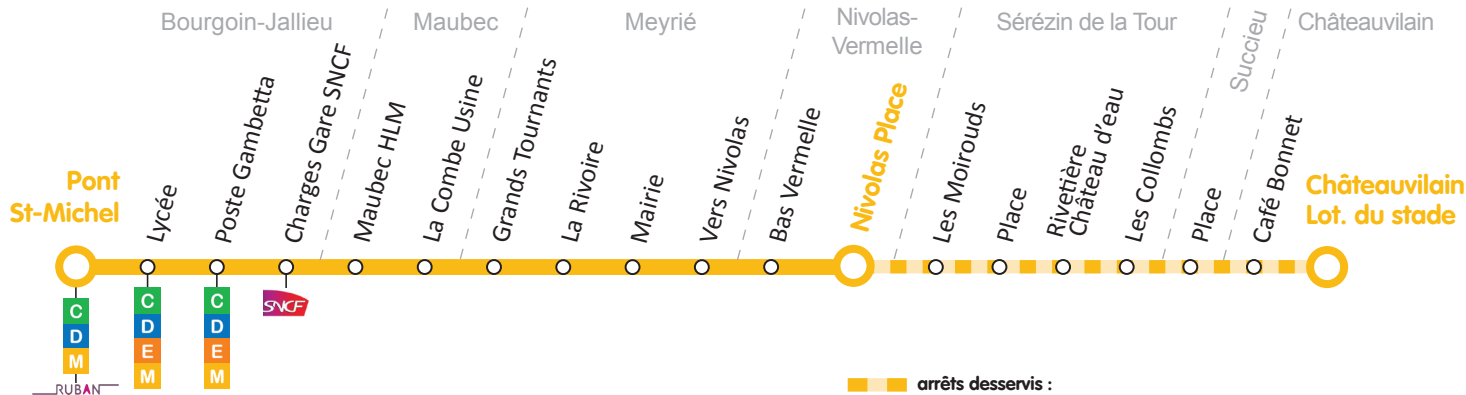 Bourgoin-Jallieu
Maubec
Meyrié
Nivolas-
Vermelle
Sérézin de la Tour
Succieu
Châteauvilain
Pont
St-Michel
Lycée
Poste Gambetta
Charges Gare SNCF
Maubec HLM
La Combe Usine
Grands Tournants
La Rivoire
Mairie
Vers Nivolas
Bas Vermelle
Nivolas Place
Les Moirouds
Place
Rivetière
Château d'eau
Les Collombs
Place
Café Bonnet
Châteauvilain
Lot. du stade
C
D
M
RUBAN
C
D
E
M
C
D
E
M
SNCF
arrêts desservis :